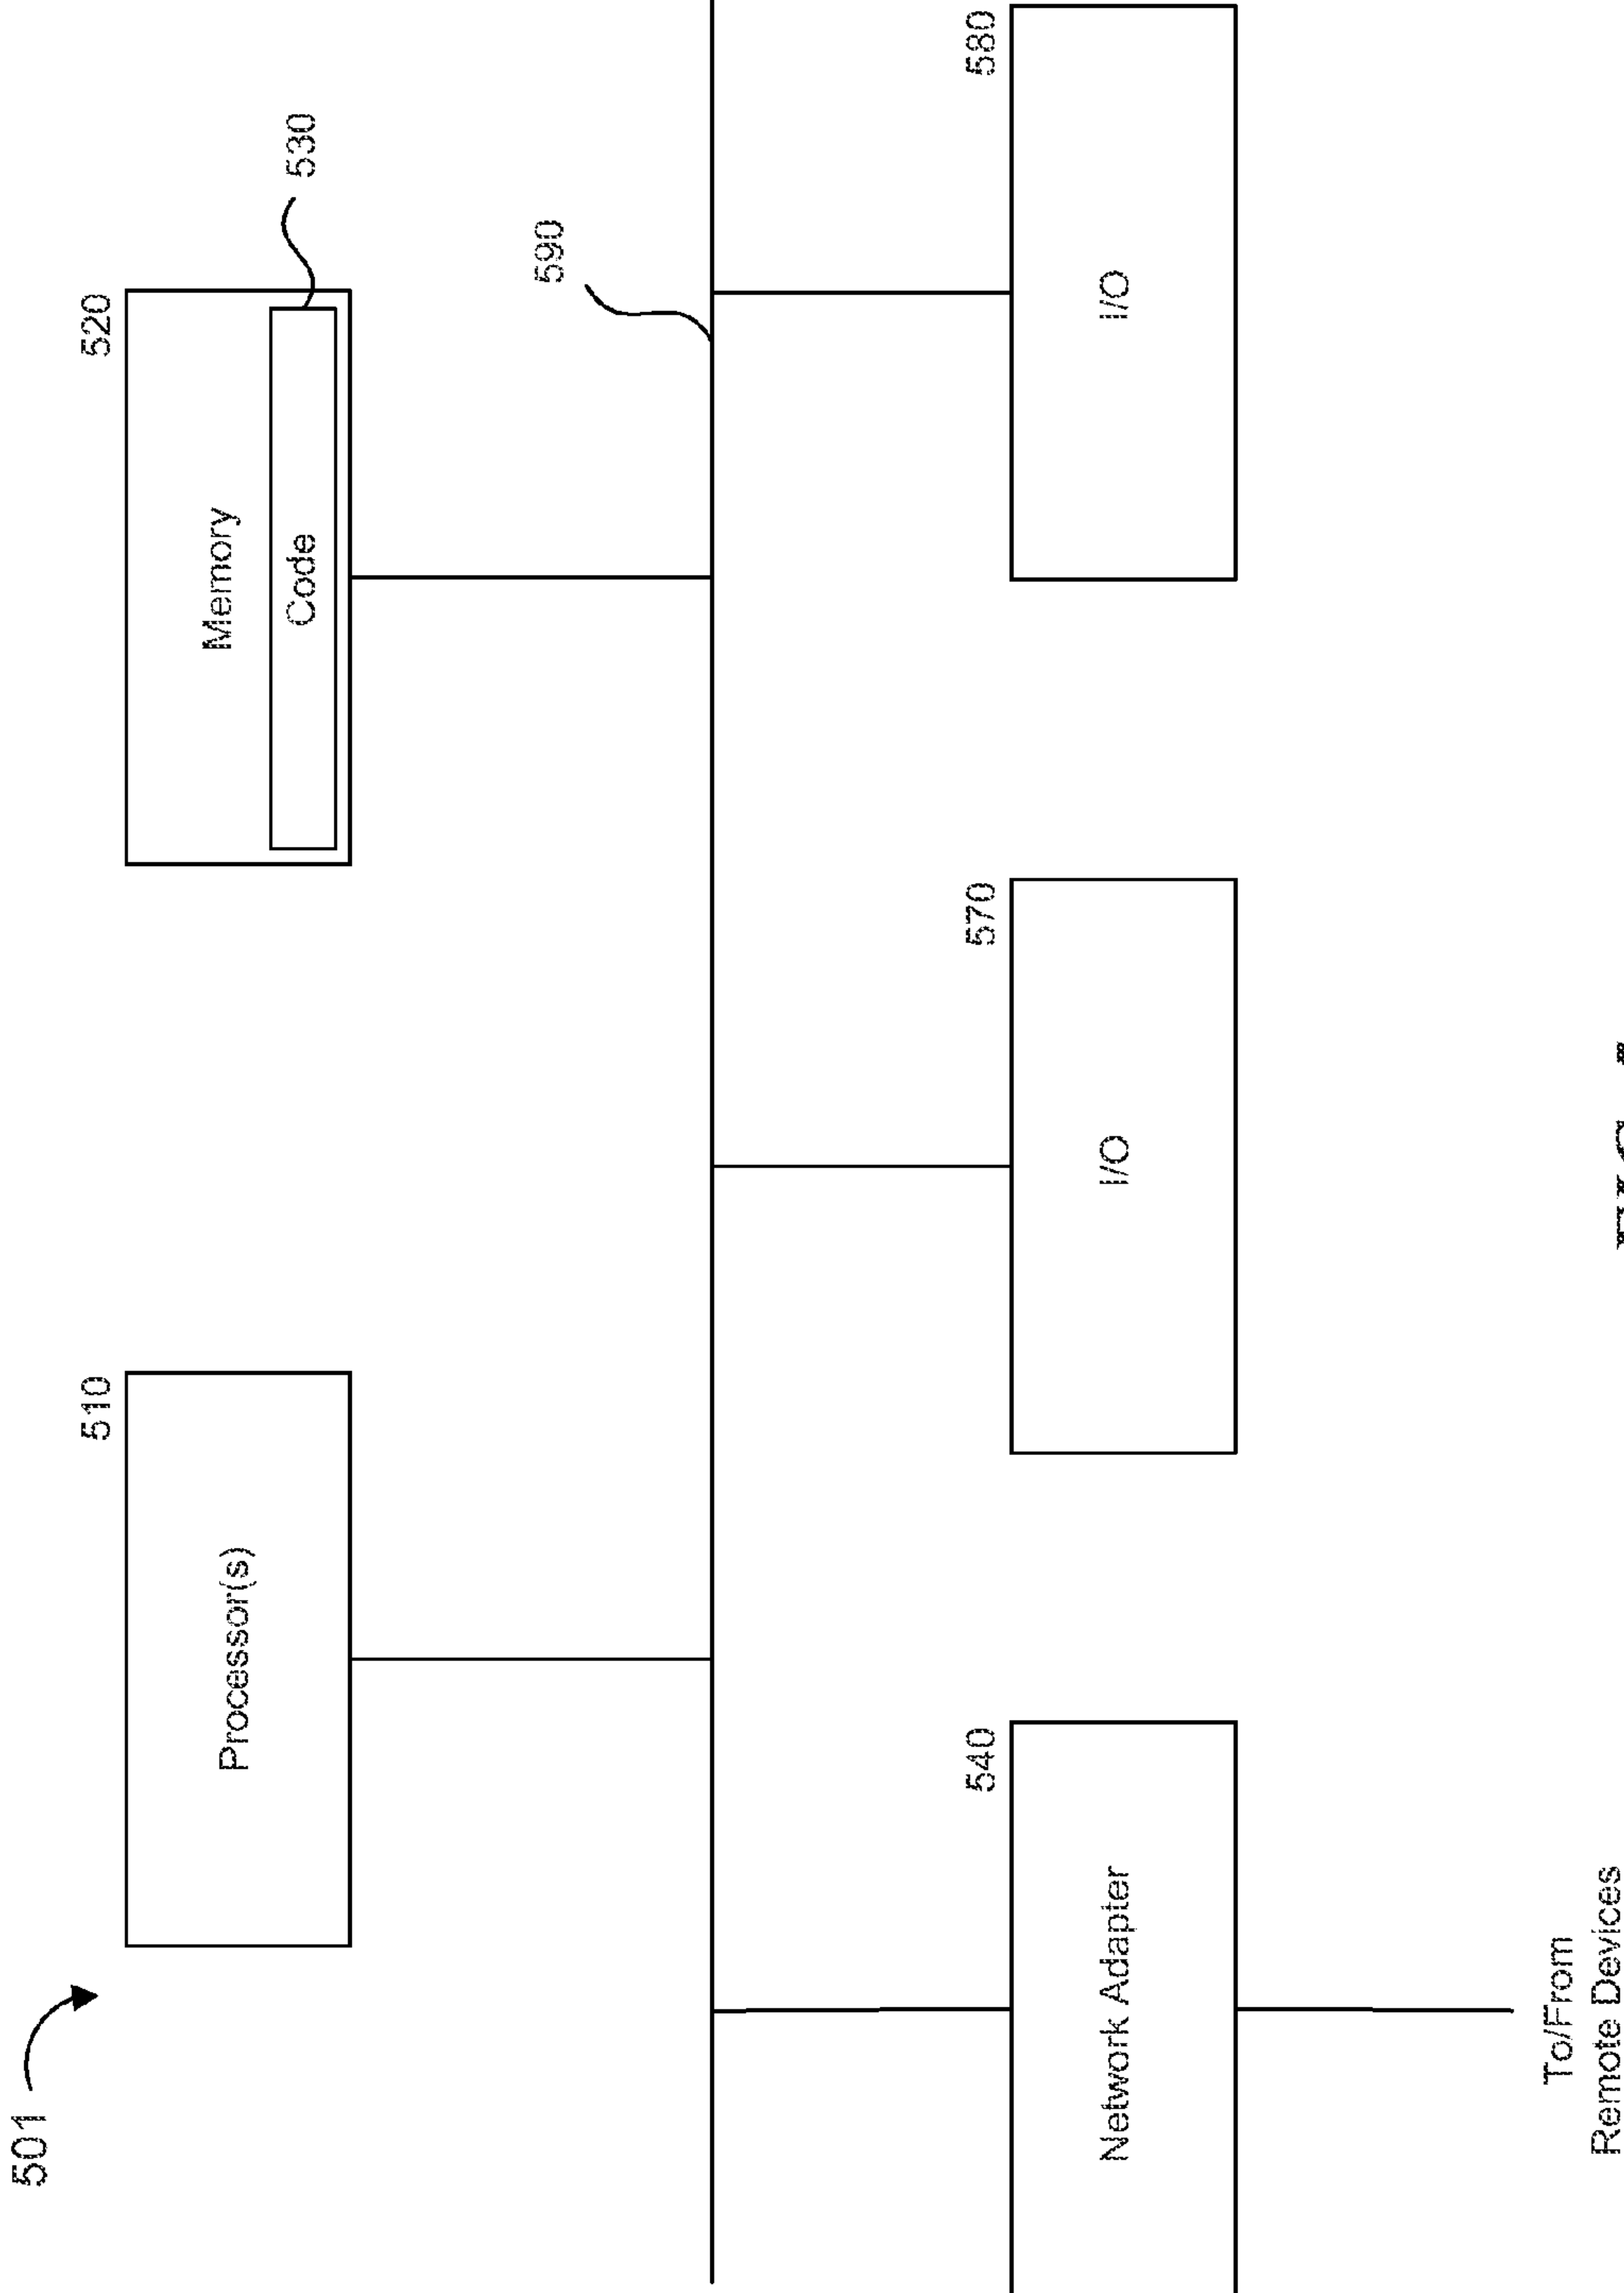 501
510
Processor(s)
520
Memory
Code
530
590
540
Network Adapter
570
I/O
580
I/O
To/From
Remote Devices